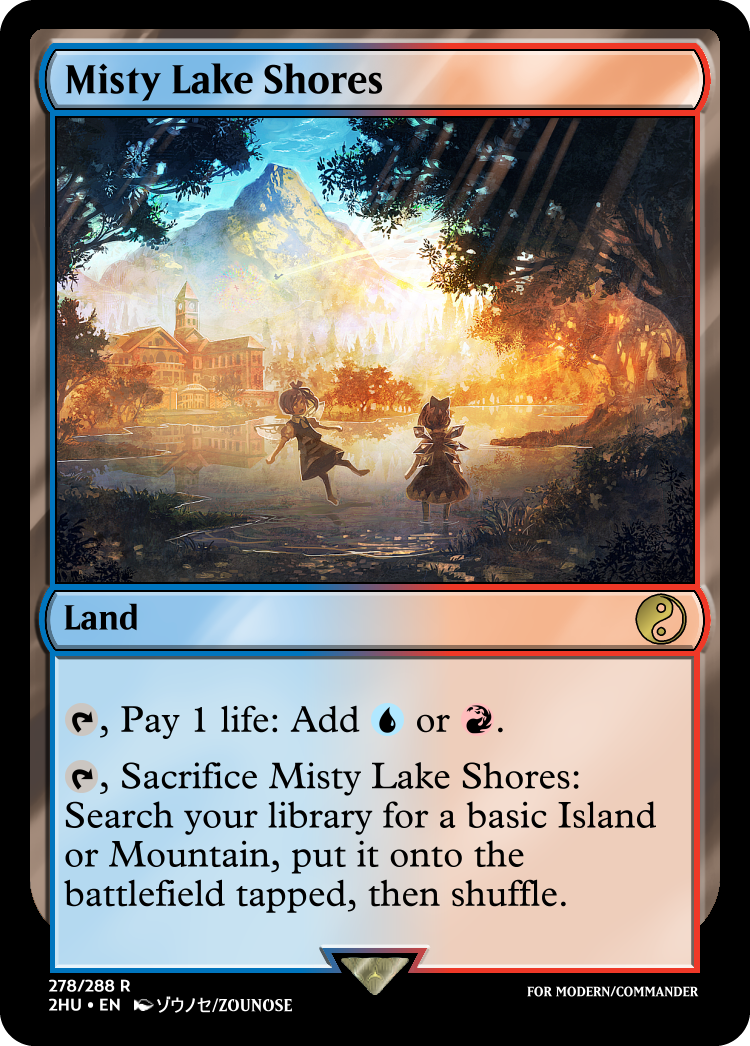 Misty Lake Shores
Land
, Pay 1 life: Add or .
, Sacrifice Misty Lake Shores:
Search your library for a basic Island
or Mountain, put it onto the
battlefield tapped, then shuffle.
278/288 R
2HU • EN ゾウノセ/ZOUNOSE
FOR MODERN/COMMANDER